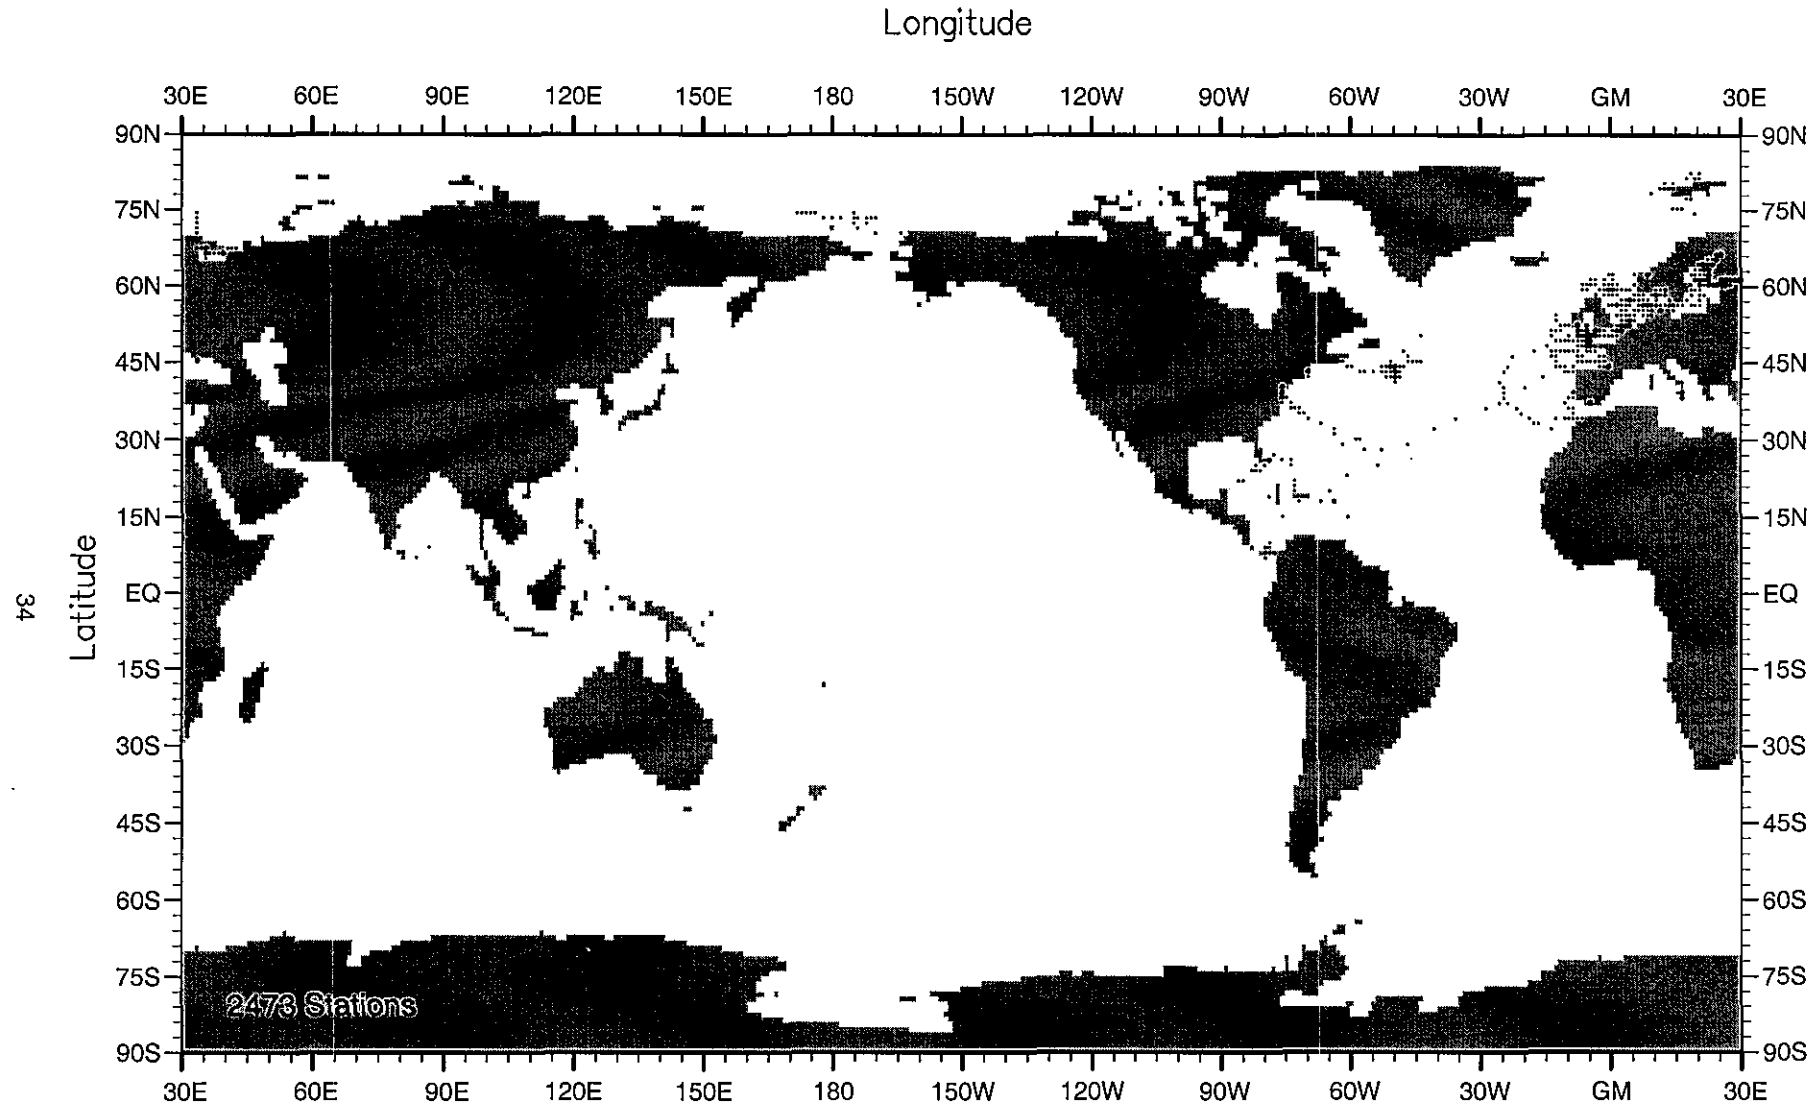 Longitude
30E 60E 90E 120E 150E 180 150W 120W 90W 60W 30W GM 30E
90N 90N
75N 75N
60N 60N
45N 45N
30N 30N
15N 15N
EQ EQ
15S 15S
30S 30S
45S 45S
60S 60S
75S 75S
90S 90S
Latitude
34
2473 Stations
30E 60E 90E 120E 150E 180 150W 120W 90W 60W 30W GM 30E